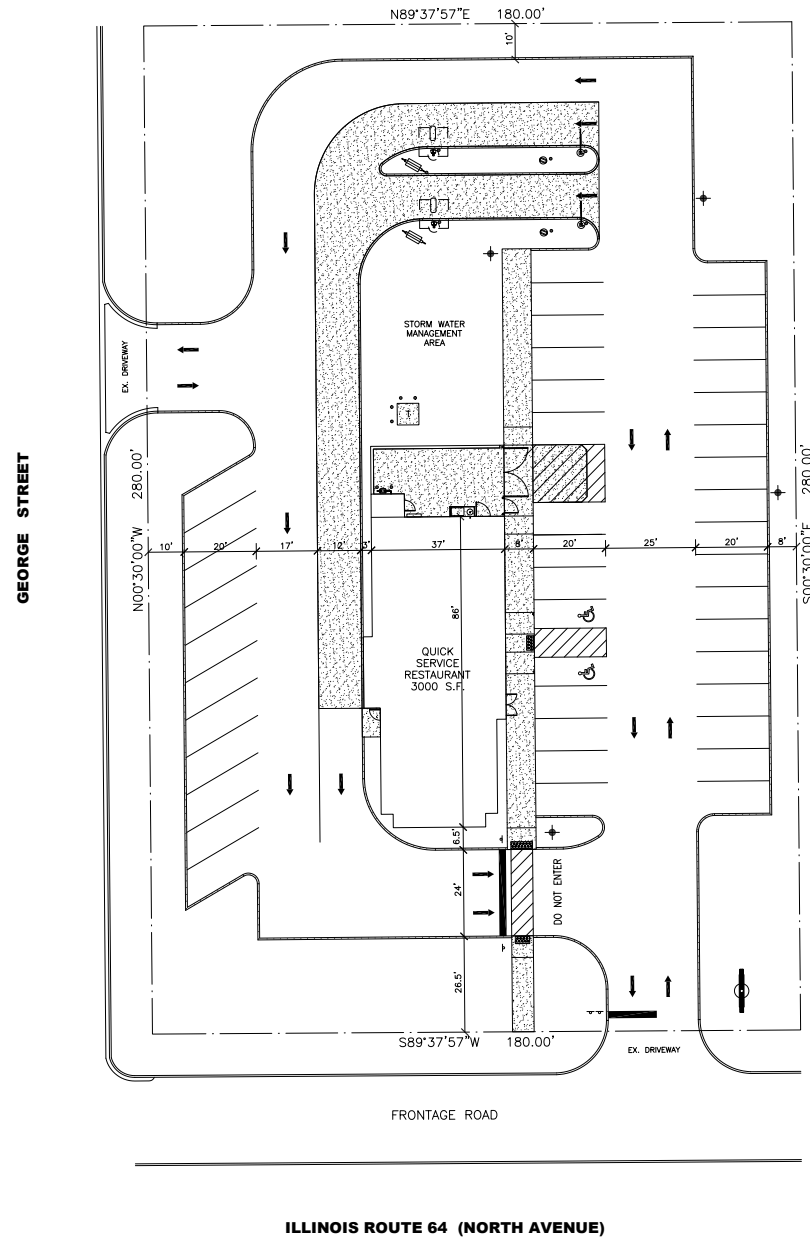 N89°37'57"E 180.00'
10'
STORM WATER
MANAGEMENT
AREA
EX. DRIVEWAY
T
GEORGE STREET
N00°30'00"W 280.00'
S00°30'00"E 280.00'
10'
20'
17'
12'
3'
37'
8'
20'
25'
20'
8'
86'
QUICK
SERVICE
RESTAURANT
3000 S.F.
6.5'
24'
DO NOT ENTER
26.5'
S89°37'57"W 180.00'
EX. DRIVEWAY
FRONTAGE ROAD
ILLINOIS ROUTE 64 (NORTH AVENUE)